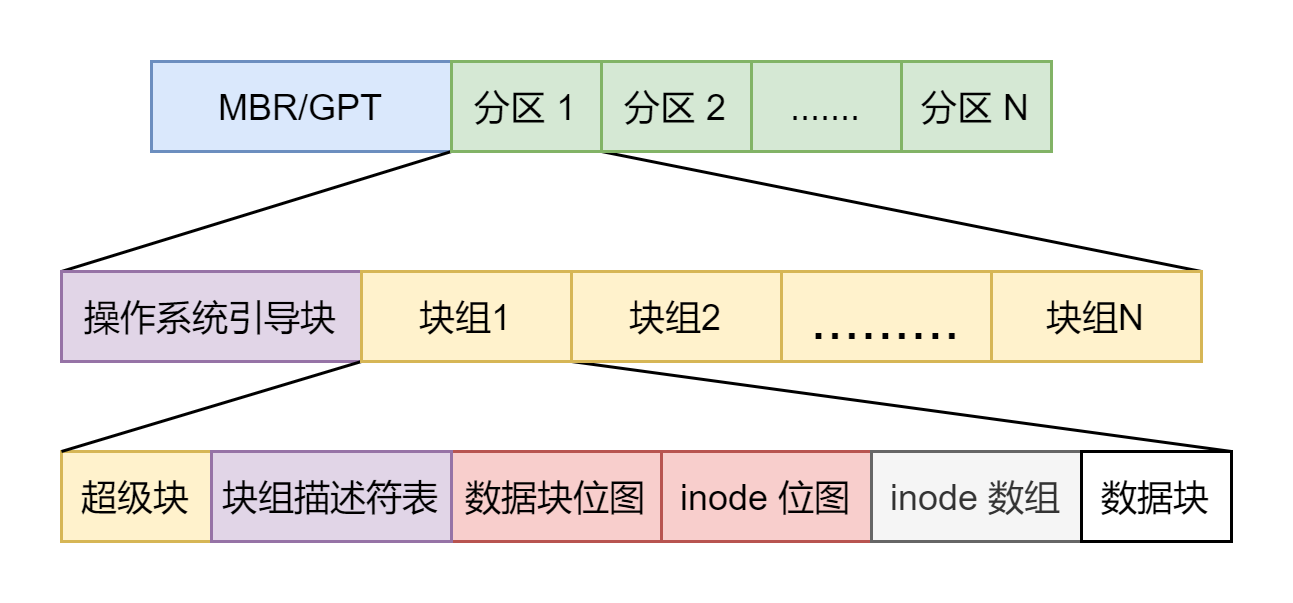 MBR/GPT 分区 1 分区 2 ....... 分区 N
操作系统引导块 块组1 块组2 ......... 块组N
超级块 块组描述符表 数据块位图 inode 位图 inode 数组 数据块